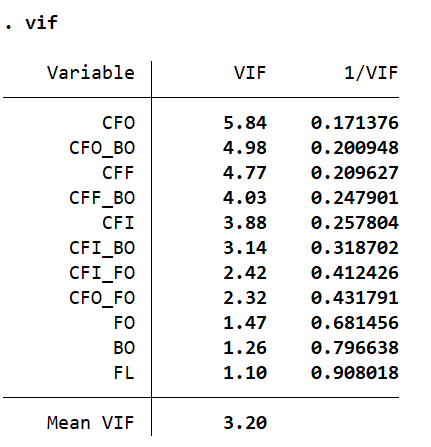 . vif
Variable VIF 1/VIF
CFO 5.84 0.171376
CFO_BO 4.98 0.200948
CFF 4.77 0.209627
CFF_BO 4.03 0.247901
CFI 3.88 0.257804
CFI_BO 3.14 0.318702
CFI_FO 2.42 0.412426
CFO_FO 2.32 0.431791
FO 1.47 0.681456
BO 1.26 0.796638
FL 1.10 0.908018
Mean VIF 3.20